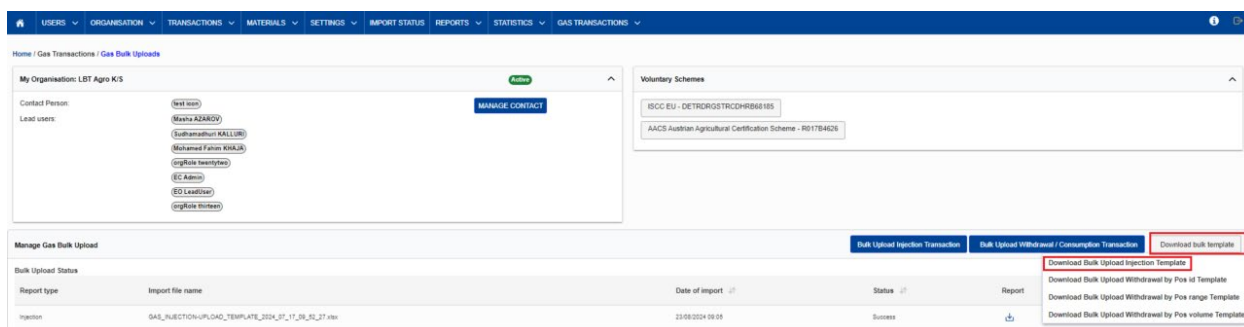 USERS ORGANISATION TRANSACTIONS MATERIALS SETTINGS IMPORT STATUS REPORTS STATISTICS GAS TRANSACTIONS
Home / Gas Transactions / Gas Bulk Uploads
My Organisation: LBT Agro K/S Active
Contact Person: test icon MANAGE CONTACT
Lead users: Masha AZAROV
Sudhamadhuri KALLURI
Mohamed Fahim KHAJA
orgRole twentytwo
EC Admin
EO LeadUser
orgRole thirteen
Voluntary Schemes
ISCC EU - DETRDRGSTRCDHRB68185
AACS Austrian Agricultural Certification Scheme - R017B4626
Manage Gas Bulk Upload Bulk Upload Injection Transaction Bulk Upload Withdrawal / Consumption Transaction Download bulk template
Download Bulk Upload Injection Template
Download Bulk Upload Withdrawal by Pos id Template
Download Bulk Upload Withdrawal by Pos range Template
Download Bulk Upload Withdrawal by Pos volume Template
Bulk Upload Status
Report type Import file name Date of import Status Report
Injection GAS_INJECTION-UPLOAD_TEMPLATE_2024_07_17_09_52_27.xlsx 23/08/2024 09:05 Success